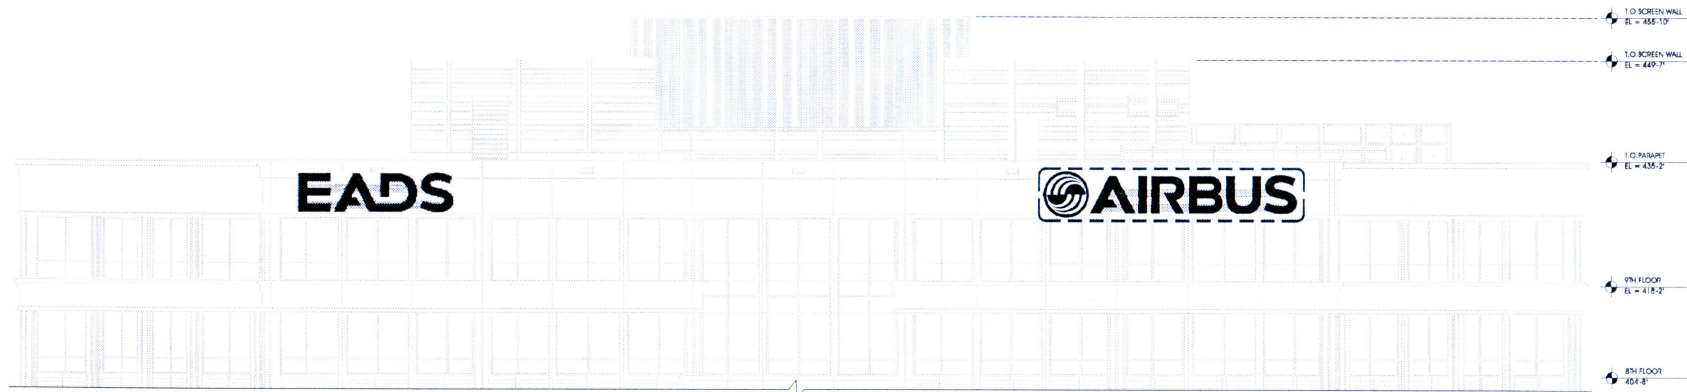 T.O. SCREEN WALL
EL = 455-10"
T.O. SCREEN WALL
EL = 449-7"
T.O. PARAPET
EL = 435-2"
EADS
AIRBUS
9TH FLOOR
EL = 418-2"
8TH FLOOR
404-8"